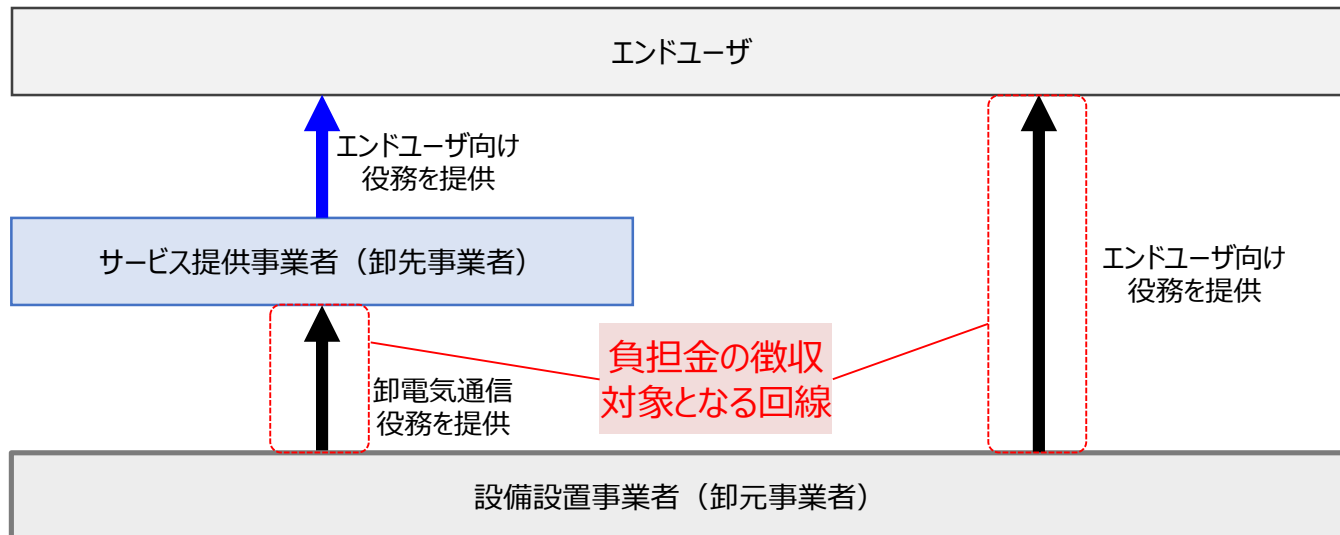 エンドユーザ
エンドユーザ向け
役務を提供
サービス提供事業者（卸先事業者）
エンドユーザ向け
役務を提供
負担金の徴収
対象となる回線
卸電気通信
役務を提供
設備設置事業者（卸元事業者）